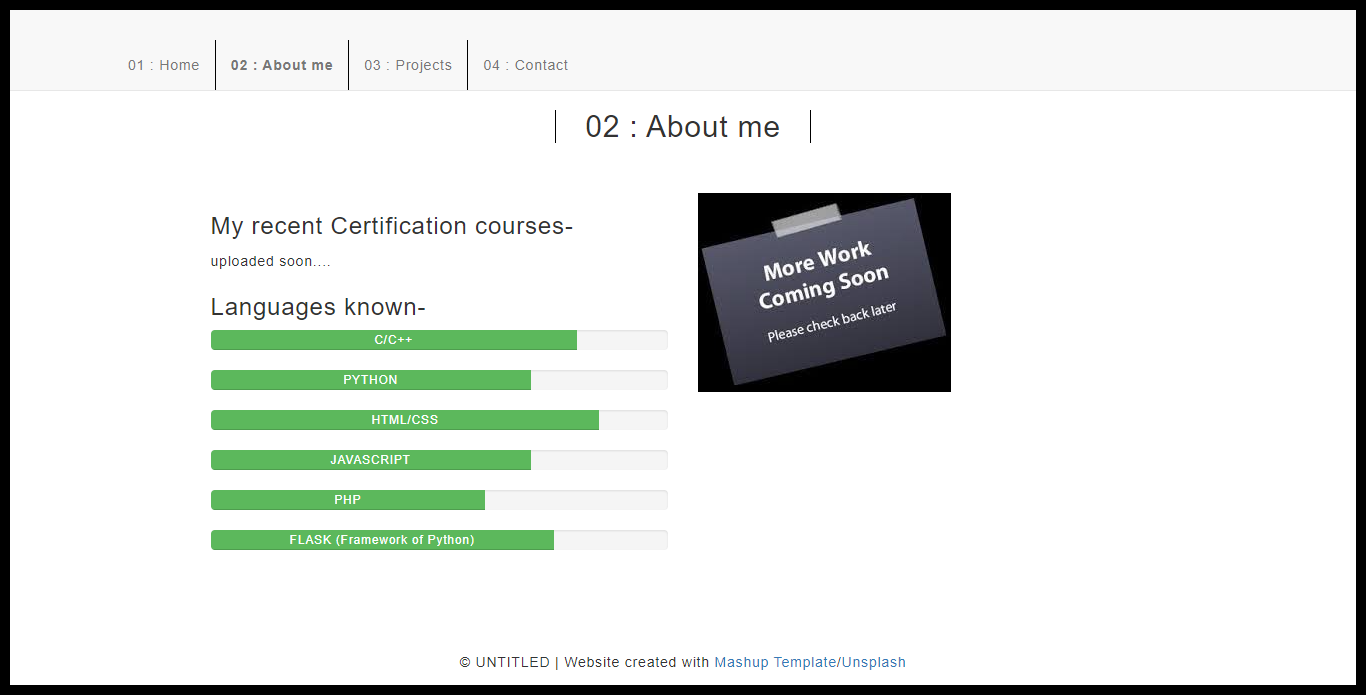 01 : Home 02 : About me 03 : Projects 04 : Contact
02 : About me
My recent Certification courses-
uploaded soon....
Languages known-
C/C++
PYTHON
HTML/CSS
JAVASCRIPT
PHP
FLASK (Framework of Python)
More Work
Coming Soon
Please check back later
© UNTITLED | Website created with Mashup Template/Unsplash